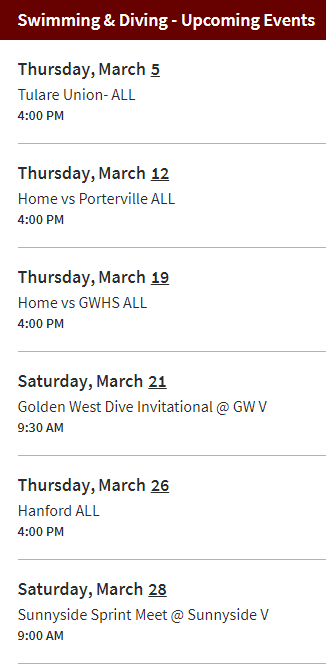 Swimming & Diving - Upcoming Events
Thursday, March 5
Tulare Union- ALL
4:00 PM
Thursday, March 12
Home vs Porterville ALL
4:00 PM
Thursday, March 19
Home vs GWHS ALL
4:00 PM
Saturday, March 21
Golden West Dive Invitational @ GW V
9:30 AM
Thursday, March 26
Hanford ALL
4:00 PM
Saturday, March 28
Sunnyside Sprint Meet @ Sunnyside V
9:00 AM